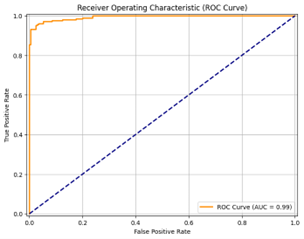 Receiver Operating Characteristic (ROC Curve)
1.0
0.8
0.6
0.4
0.2
0.0
True Positive Rate
0.0 0.2 0.4 0.6 0.8 1.0
False Positive Rate
ROC Curve (AUC = 0.99)